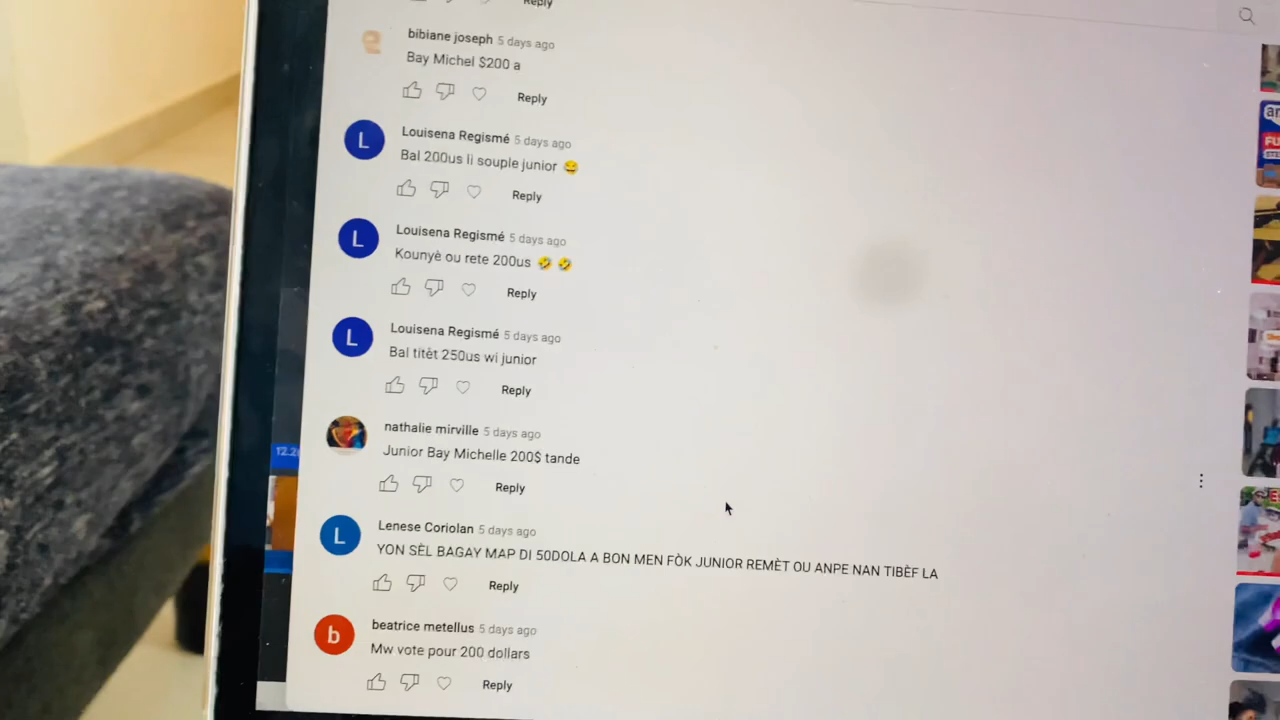 Reply
bibiane joseph 5 days ago
Bay Michel $200 a
Reply
L
Louisena Regismé 5 days ago
Bal 200us li souple junior 😂
Reply
L
Louisena Regismé 5 days ago
Kounyè ou rete 200us 🤣 🤣
Reply
L
Louisena Regismé 5 days ago
Bal titèt 250us wi junior
Reply
nathalie mirville 5 days ago
Junior Bay Michelle 200$ tande
Reply
L
Lenese Coriolan 5 days ago
YON SÈL BAGAY MAP DI 50DOLA A BON MEN FÒK JUNIOR REMÈT OU ANPE NAN TIBÈF LA
Reply
b
beatrice metellus 5 days ago
Mw vote pour 200 dollars
Reply